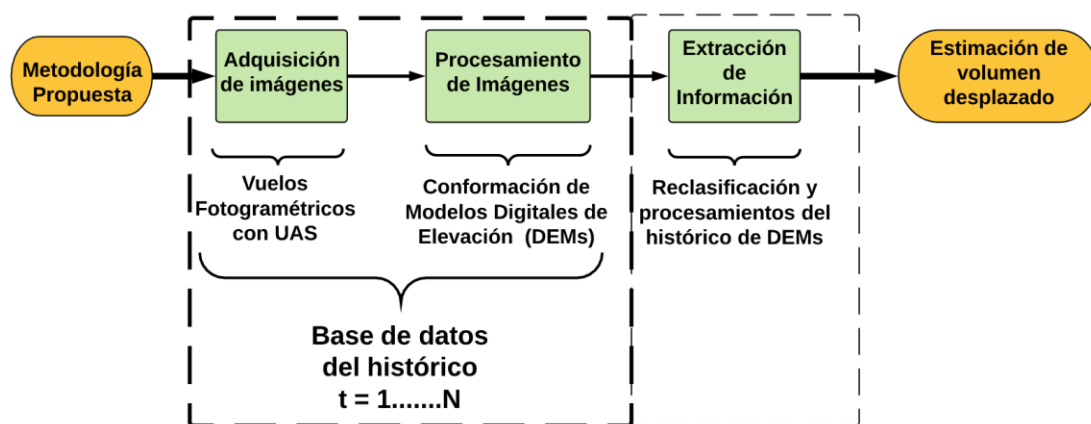 Metodología
Propuesta
Adquisición
de imágenes
Procesamiento
de Imágenes
Extracción
de
Información
Estimación de
volumen
desplazado
Vuelos
Fotogramétricos
con UAS
Conformación de
Modelos Digitales de
Elevación (DEMs)
Reclasificación y
procesamientos del
histórico de DEMs
Base de datos
del histórico
t = 1.......N